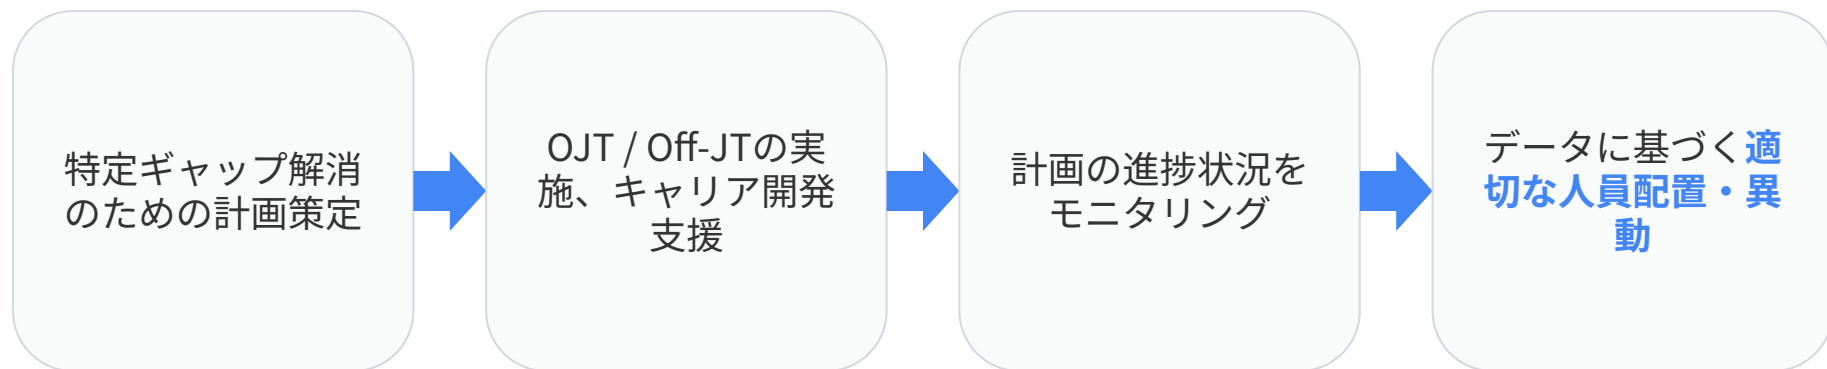 特定ギャップ解消
のための計画策定
OJT / Off-JTの実
施、キャリア開発
支援
計画の進捗状況を
モニタリング
データに基づく適
切な人員配置・異
動